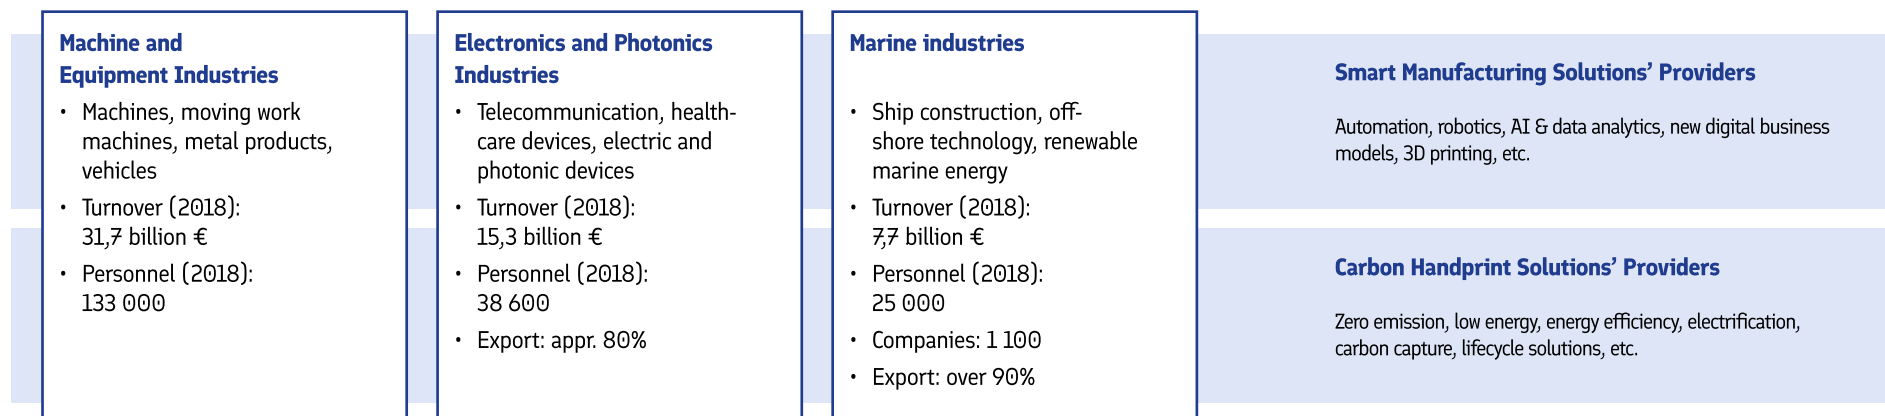 Machine and
Equipment Industries
• Machines, moving work
machines, metal products,
vehicles
• Turnover (2018):
31,7 billion €
• Personnel (2018):
133 000
Electronics and Photonics
Industries
• Telecommunication, health-
care devices, electric and
photonic devices
• Turnover (2018):
15,3 billion €
• Personnel (2018):
38 600
• Export: appr. 80%
Marine industries
• Ship construction, off-
shore technology, renewable
marine energy
• Turnover (2018):
7,7 billion €
• Personnel (2018):
25 000
• Companies: 1 100
• Export: over 90%
Smart Manufacturing Solutions’ Providers
Automation, robotics, AI & data analytics, new digital business
models, 3D printing, etc.
Carbon Handprint Solutions’ Providers
Zero emission, low energy, energy efficiency, electrification,
carbon capture, lifecycle solutions, etc.